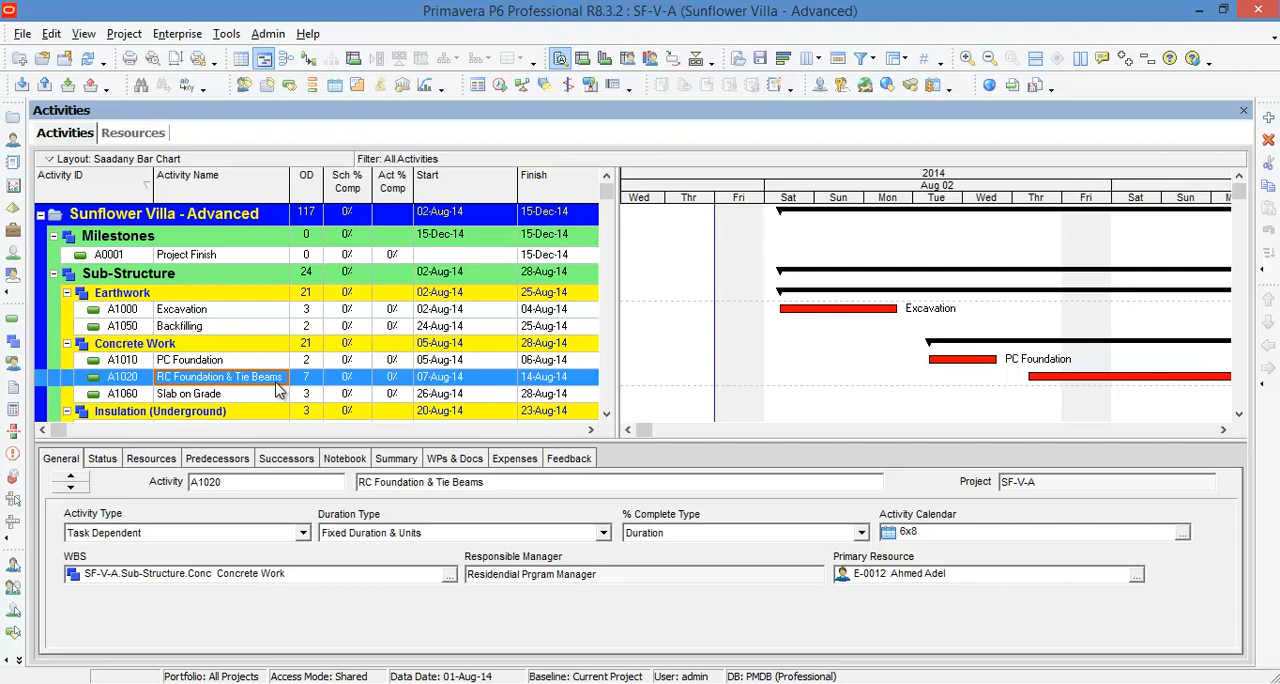 Primavera P6 Professional R8.3.2 : SF-V-A (Sunflower Villa - Advanced)
File Edit View Project Enterprise Tools Admin Help
Activities
Activities Resources
Layout: Saadany Bar Chart Filter: All Activities
Activity ID Activity Name OD Sch % Comp Act % Comp Start Finish
2014
Aug 02
Wed Thr Fri Sat Sun Mon Tue Wed Thr Fri Sat Sun M
Sunflower Villa - Advanced 117 0% 02-Aug-14 15-Dec-14
Milestones 0 0% 15-Dec-14 15-Dec-14
A0001 Project Finish 0 0% 0% 15-Dec-14
Sub-Structure 24 0% 02-Aug-14 28-Aug-14
Earthwork 21 0% 02-Aug-14 25-Aug-14
A1000 Excavation 3 0% 0% 02-Aug-14 04-Aug-14 Excavation
A1050 Backfilling 2 0% 0% 24-Aug-14 25-Aug-14
Concrete Work 21 0% 05-Aug-14 28-Aug-14
A1010 PC Foundation 2 0% 0% 05-Aug-14 06-Aug-14 PC Foundation
A1020 RC Foundation & Tie Beams 7 0% 0% 07-Aug-14 14-Aug-14
A1060 Slab on Grade 3 0% 0% 26-Aug-14 28-Aug-14
Insulation (Underground) 3 0% 20-Aug-14 23-Aug-14
General Status Resources Predecessors Successors Notebook Summary WPs & Docs Expenses Feedback
Activity A1020 RC Foundation & Tie Beams Project SF-V-A
Activity Type Duration Type % Complete Type Activity Calendar
Task Dependent Fixed Duration & Units Duration 6x8
WBS Responsible Manager Primary Resource
SF-V-A.Sub-Structure.Conc Concrete Work Residendial Prgram Manager E-0012 Ahmed Adel
Portfolio: All Projects Access Mode: Shared Data Date: 01-Aug-14 Baseline: Current Project User: admin DB: PMDB (Professional)